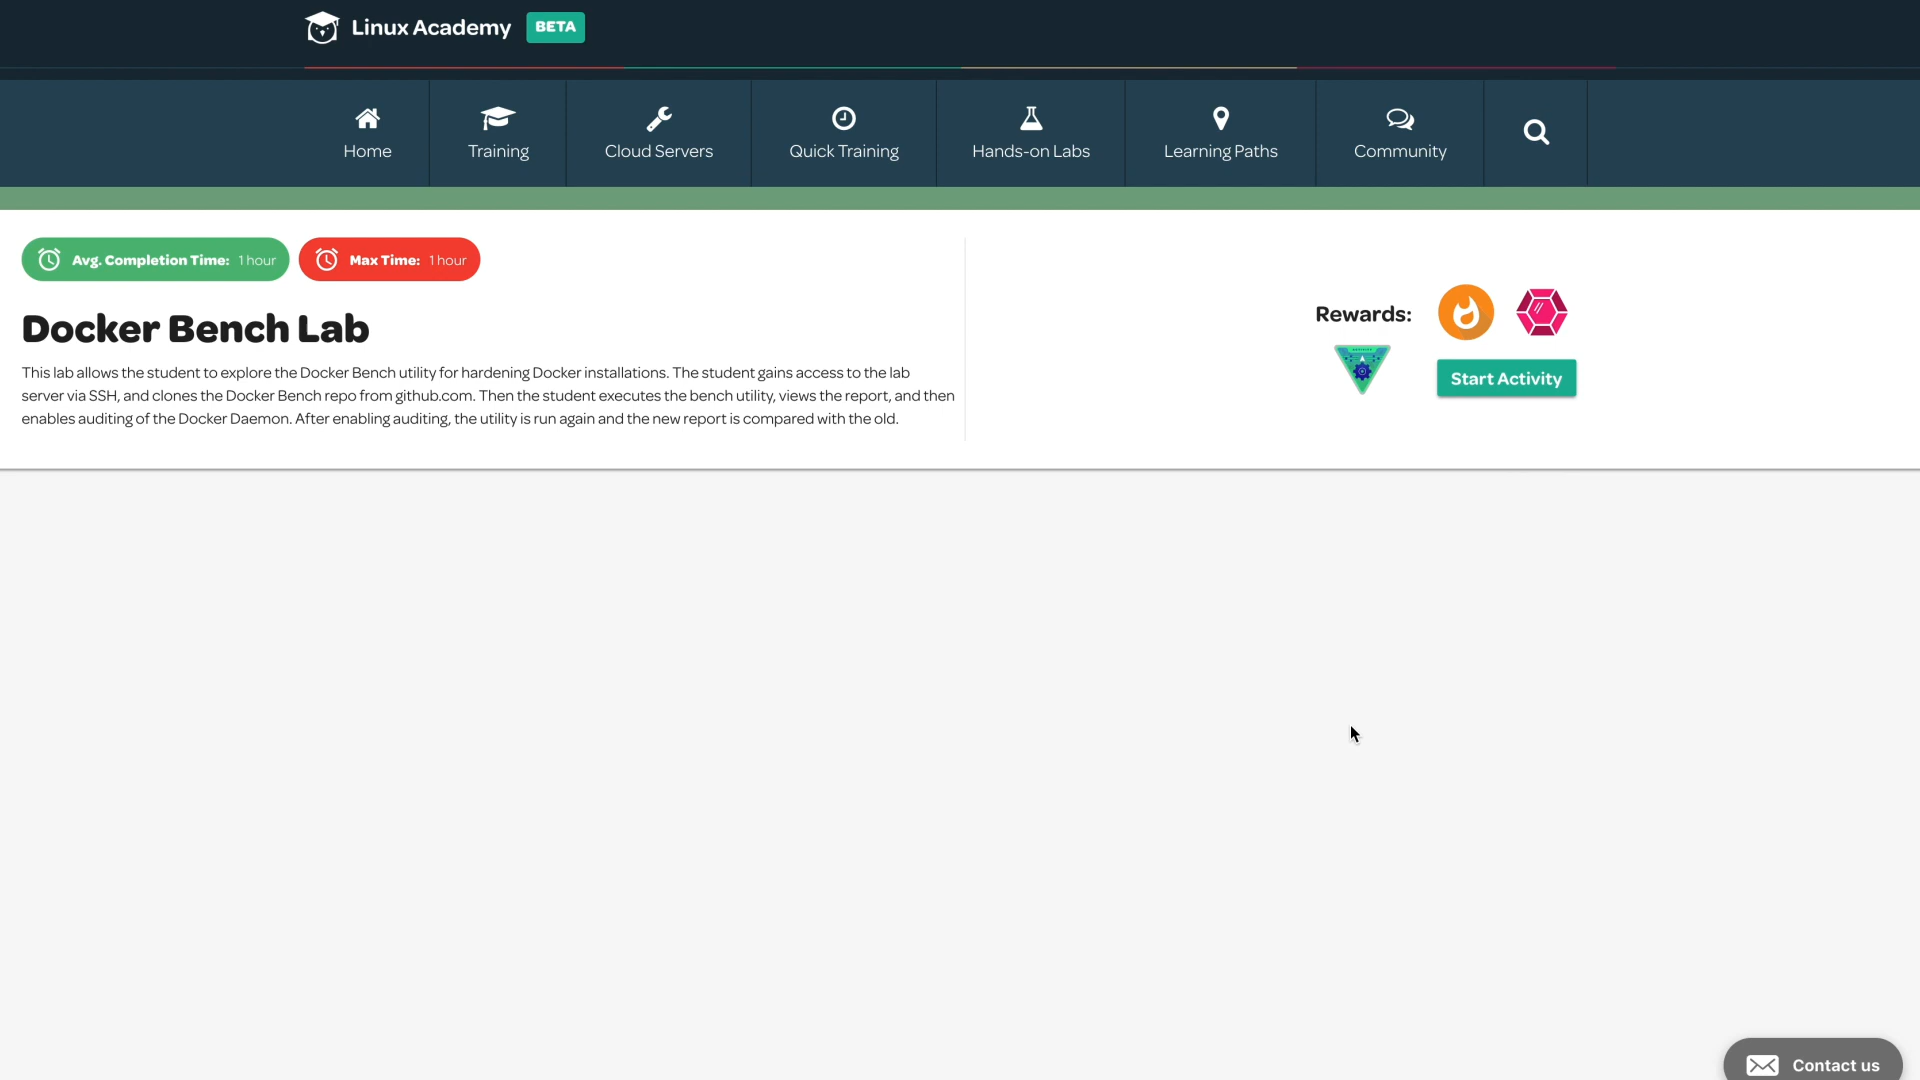 Linux Academy BETA
Home Training Cloud Servers Quick Training Hands-on Labs Learning Paths Community
Avg. Completion Time: 1 hour Max Time: 1 hour
Docker Bench Lab
This lab allows the student to explore the Docker Bench utility for hardening Docker installations. The student gains access to the lab
server via SSH, and clones the Docker Bench repo from github.com. Then the student executes the bench utility, views the report, and then
enables auditing of the Docker Daemon. After enabling auditing, the utility is run again and the new report is compared with the old.
Rewards:
Start Activity
Contact us